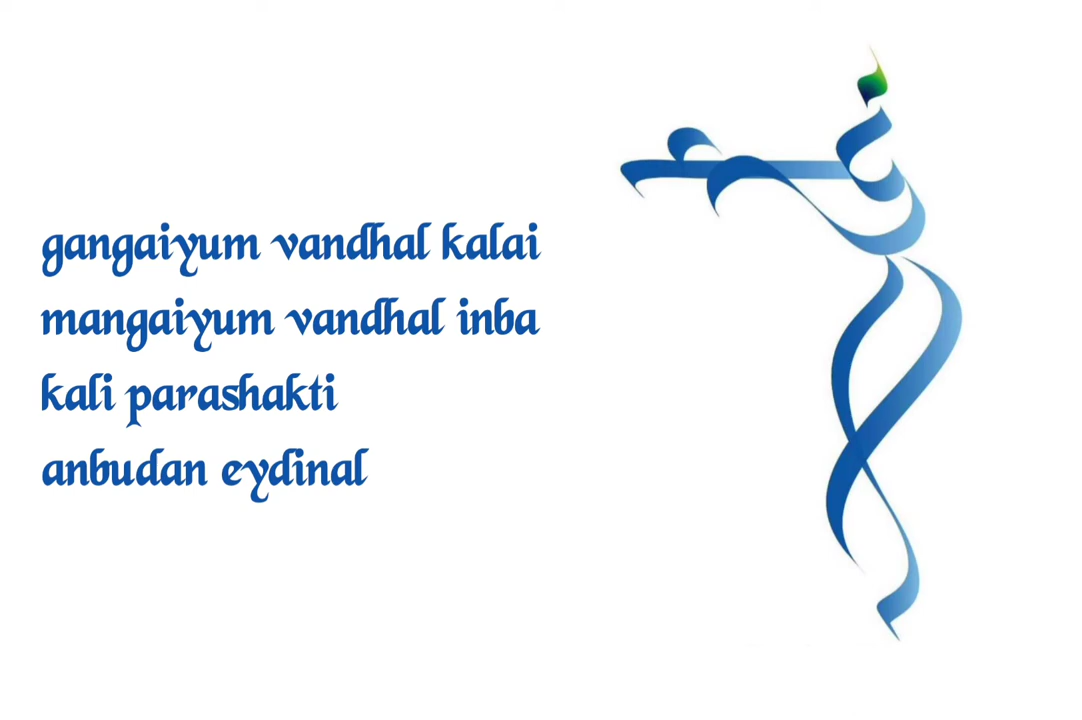 gangaiyum vandhal kalai
mangaiyum vandhal inba
kali parashakti
anbudan eydinal